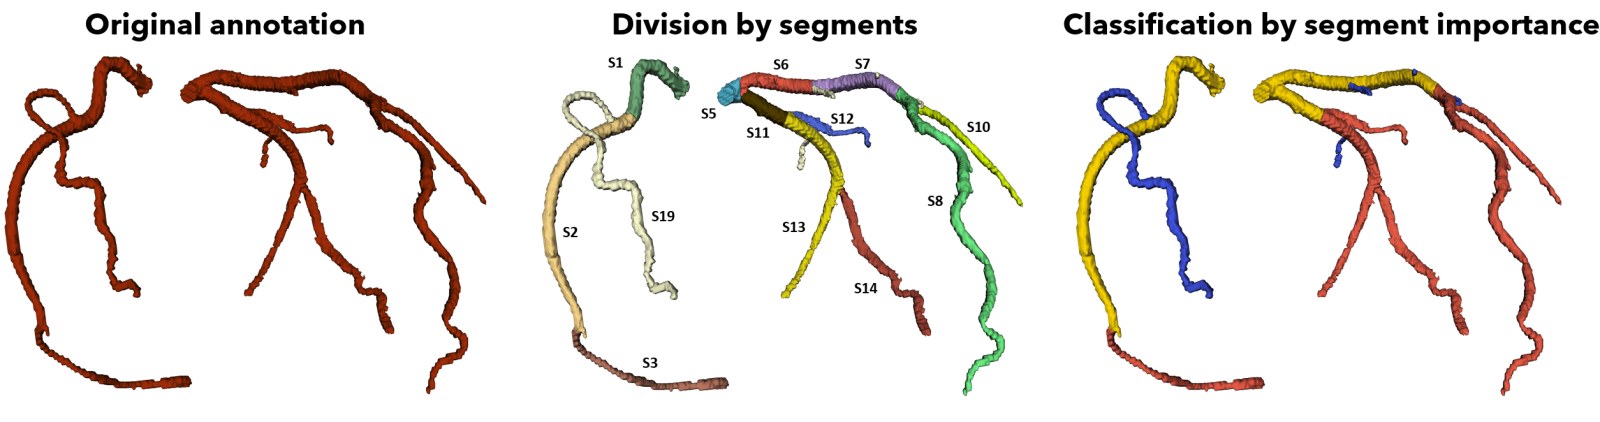 Original annotation
Division by segments
Classification by segment importance
S1
S6
S7
S5
S11
S12
S10
S19
S2
S13
S8
S14
S3